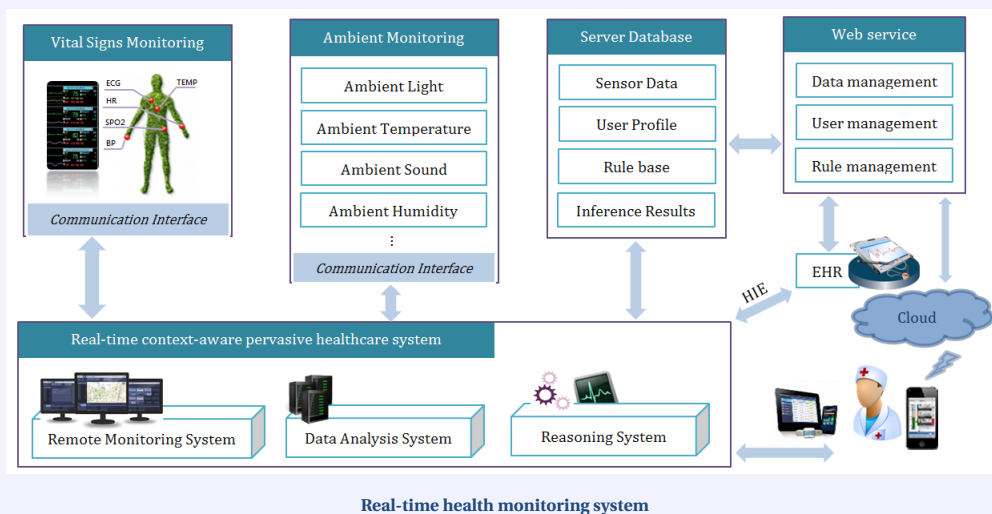 Vital Signs Monitoring
ECG
TEMP
HR
SPO2
BP
Communication Interface
Ambient Monitoring
Ambient Light
Ambient Temperature
Ambient Sound
Ambient Humidity
⋮
Communication Interface
Server Database
Sensor Data
User Profile
Rule base
Inference Results
Web service
Data management
User management
Rule management
EHR
HIE
Cloud
Real-time context-aware pervasive healthcare system
Remote Monitoring System
Data Analysis System
Reasoning System
Real-time health monitoring system